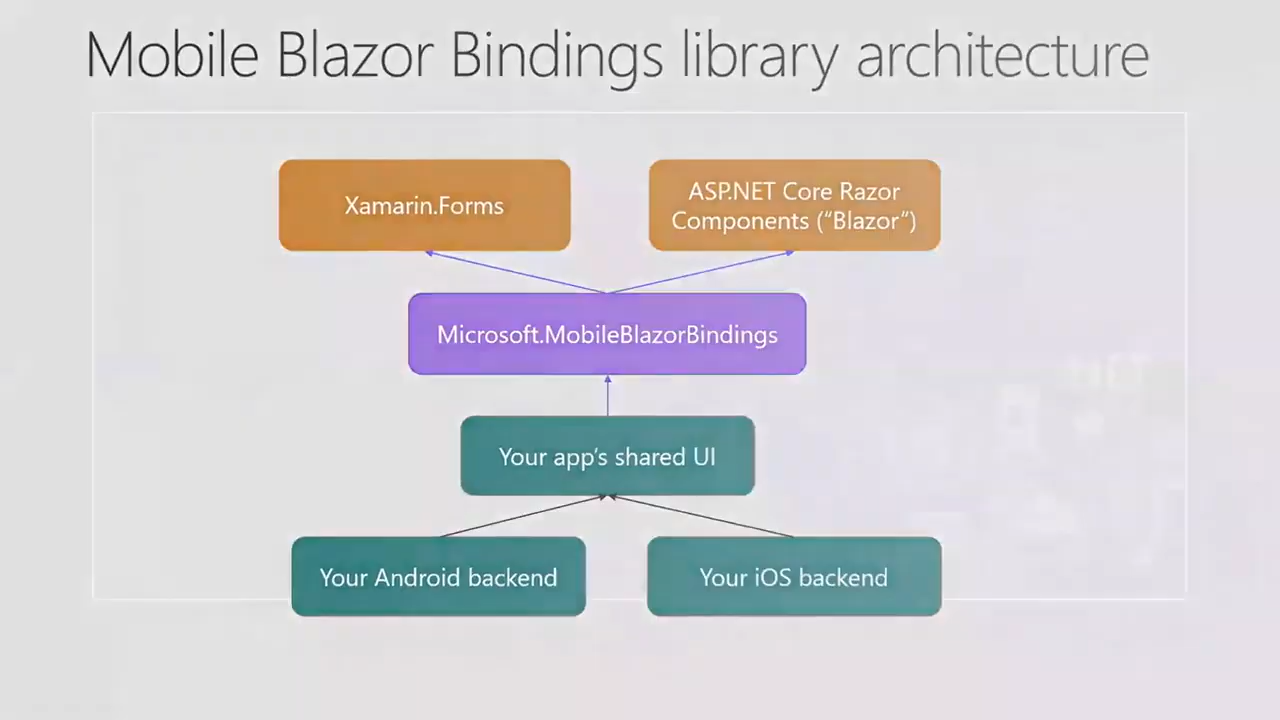 Mobile Blazor Bindings library architecture
Xamarin.Forms
ASP.NET Core Razor
Components (“Blazor”)
Microsoft.MobileBlazorBindings
Your app’s shared UI
Your Android backend
Your iOS backend